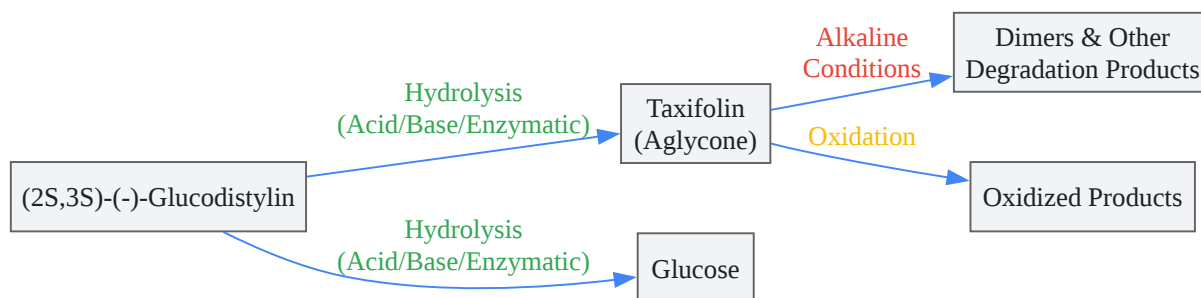 (2S,3S)-(-)-Glucodistylin
Hydrolysis
(Acid/Base/Enzymatic)
Taxifolin
(Aglycone)
Alkaline
Conditions
Dimers & Other
Degradation Products
Oxidation
Oxidized Products
Hydrolysis
(Acid/Base/Enzymatic)
Glucose